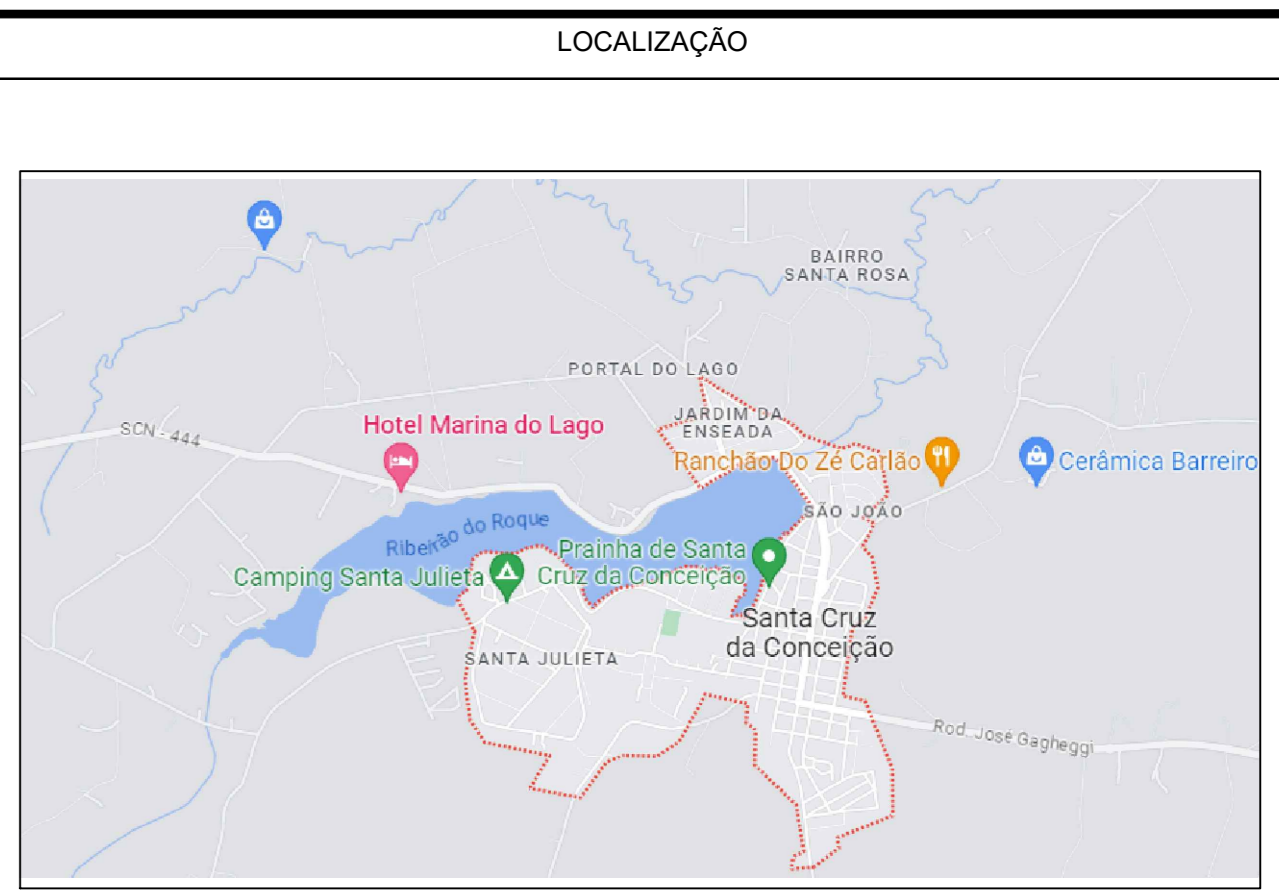 LOCALIZAÇÃO
BAIRRO
SANTA ROSA
PORTAL DO LAGO
JARDIM DA
ENSEADA
SCN - 444
Hotel Marina do Lago
Ranchão Do Zé Carlão
Cerâmica Barreiro
SÃO JOÃO
Ribeirão do Roque
Prainha de Santa
Cruz da Conceição
Camping Santa Julieta
Santa Cruz
da Conceição
SANTA JULIETA
Rod. José Gagheggi